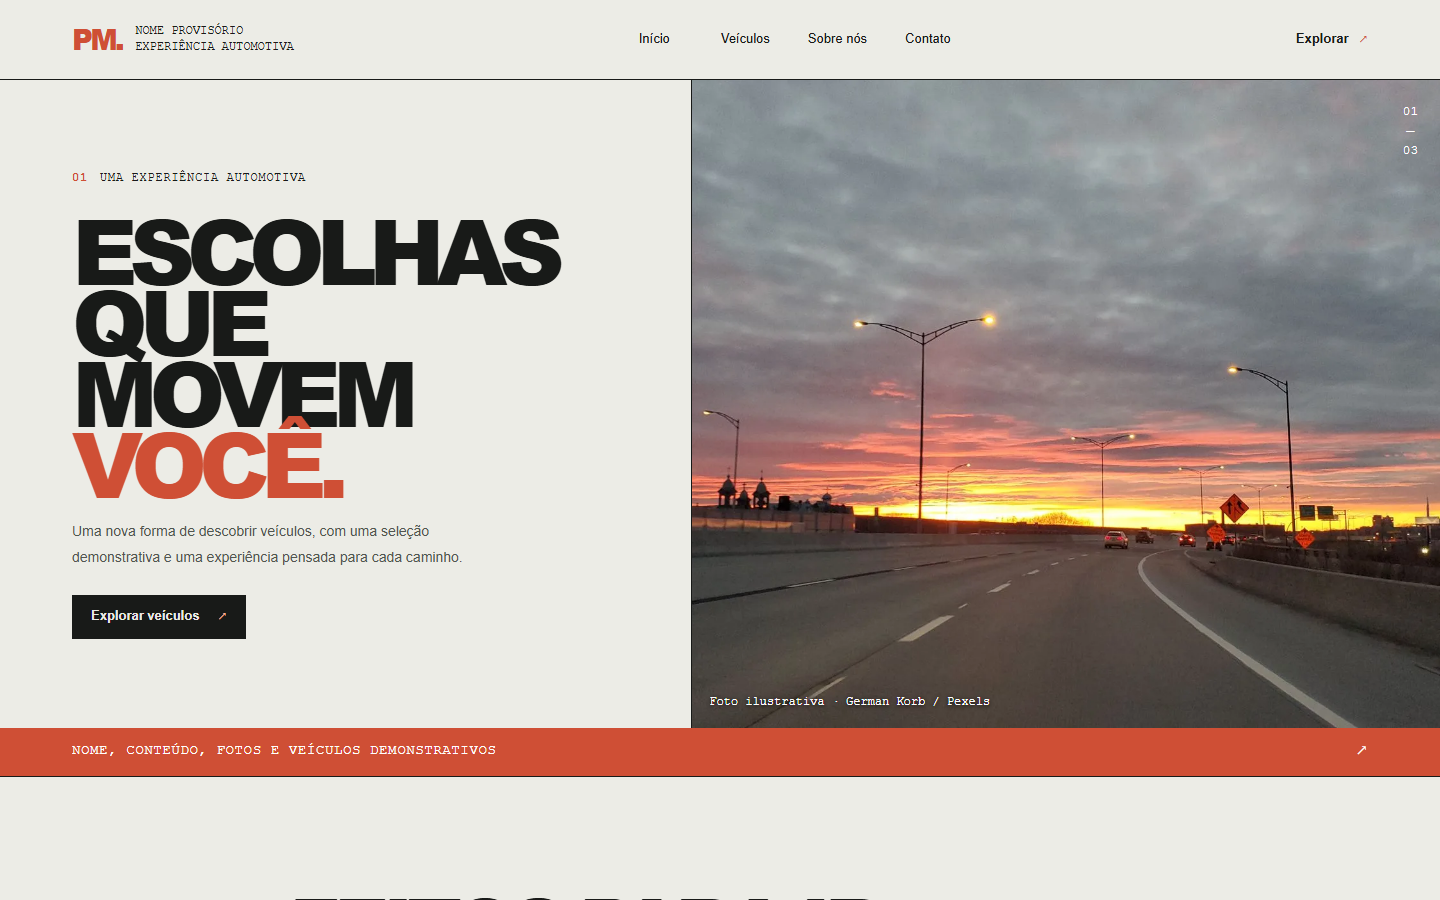 PM.
NOME PROVISÓRIO
EXPERIÊNCIA AUTOMOTIVA
Início
Veículos
Sobre nós
Contato
Explorar ↗
01
—
03
01 UMA EXPERIÊNCIA AUTOMOTIVA
ESCOLHAS
QUE
MOVEM
VOCÊ.
Uma nova forma de descobrir veículos, com uma seleção
demonstrativa e uma experiência pensada para cada caminho.
Explorar veículos ↗
Foto ilustrativa · German Korb / Pexels
NOME, CONTEÚDO, FOTOS E VEÍCULOS DEMONSTRATIVOS ↗